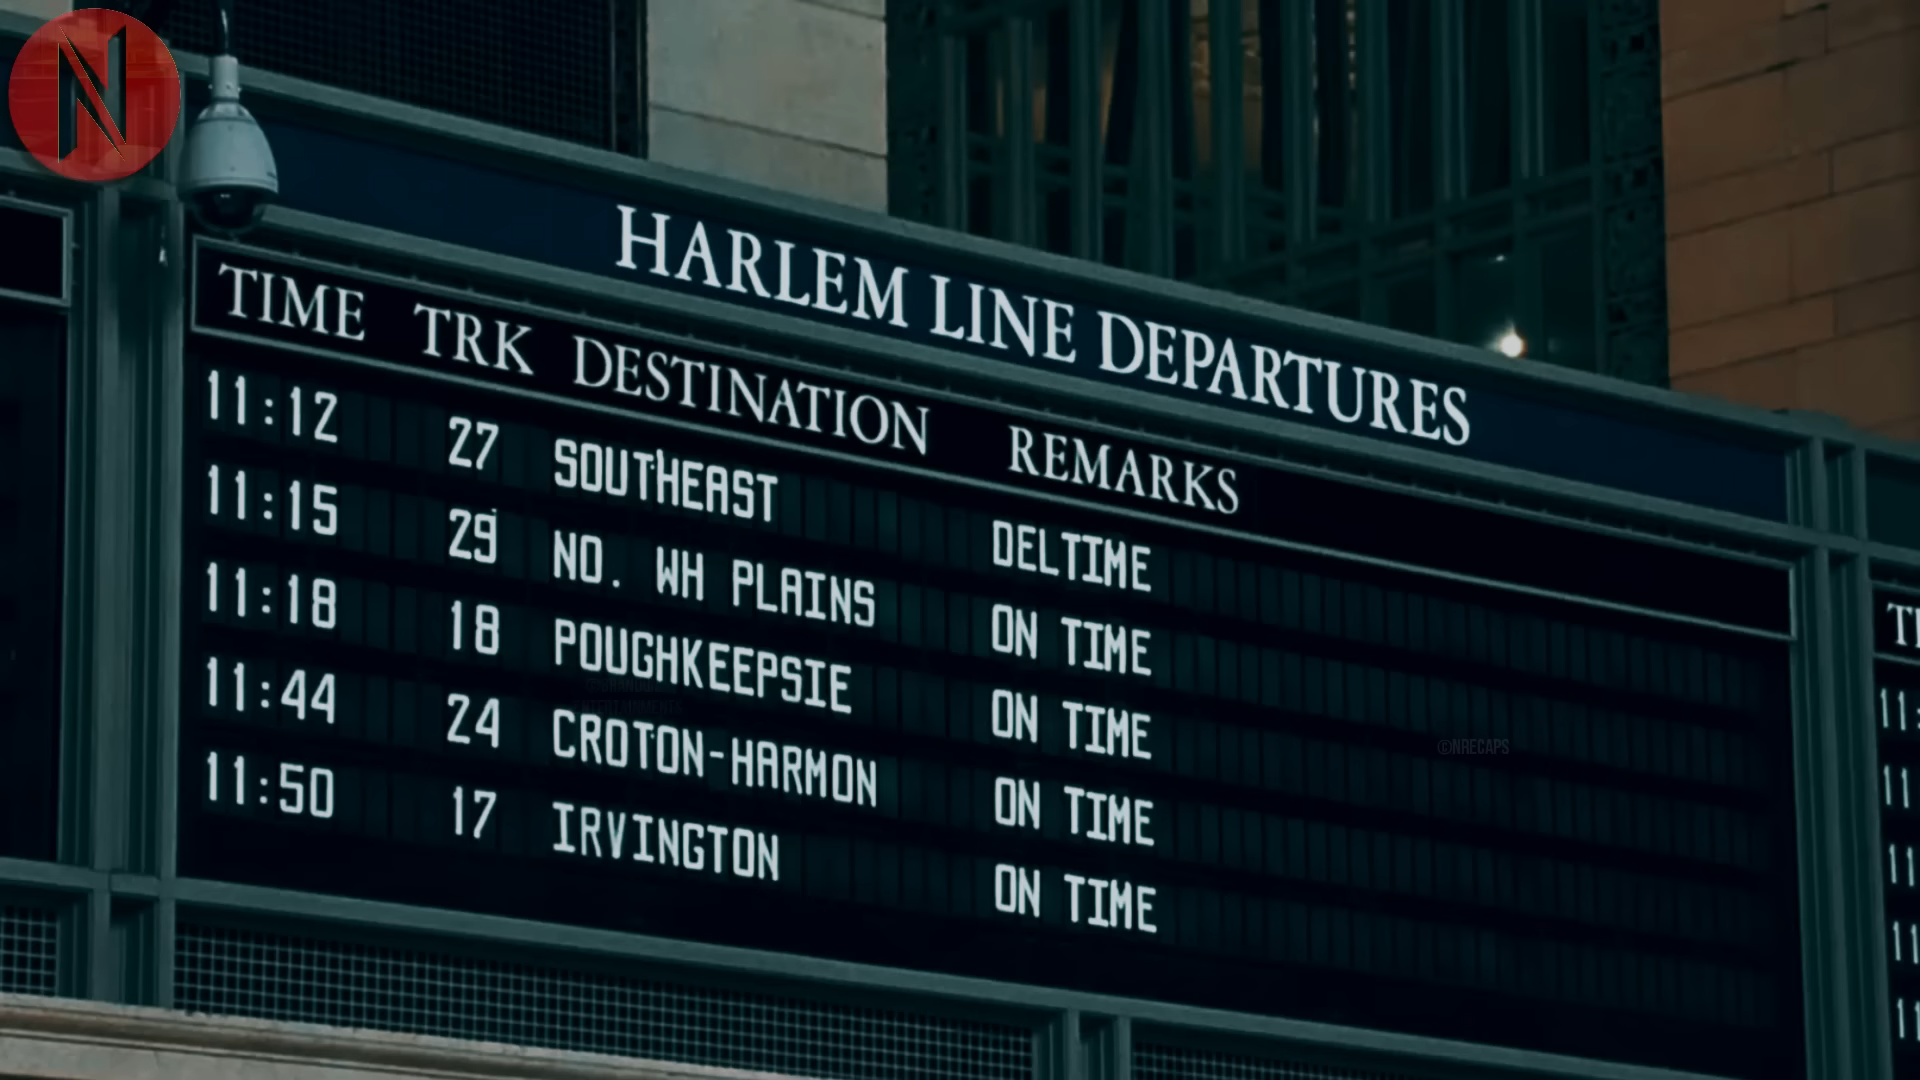 N
HARLEM LINE DEPARTURES
TIME TRK DESTINATION REMARKS
11:12 27 SOUTHEAST DELTIME
11:15 29 NO. WH PLAINS ON TIME
11:18 18 POUGHKEEPSIE ON TIME
11:44 24 CROTON-HARMON ON TIME
11:50 17 IRVINGTON ON TIME
©NRECAPS